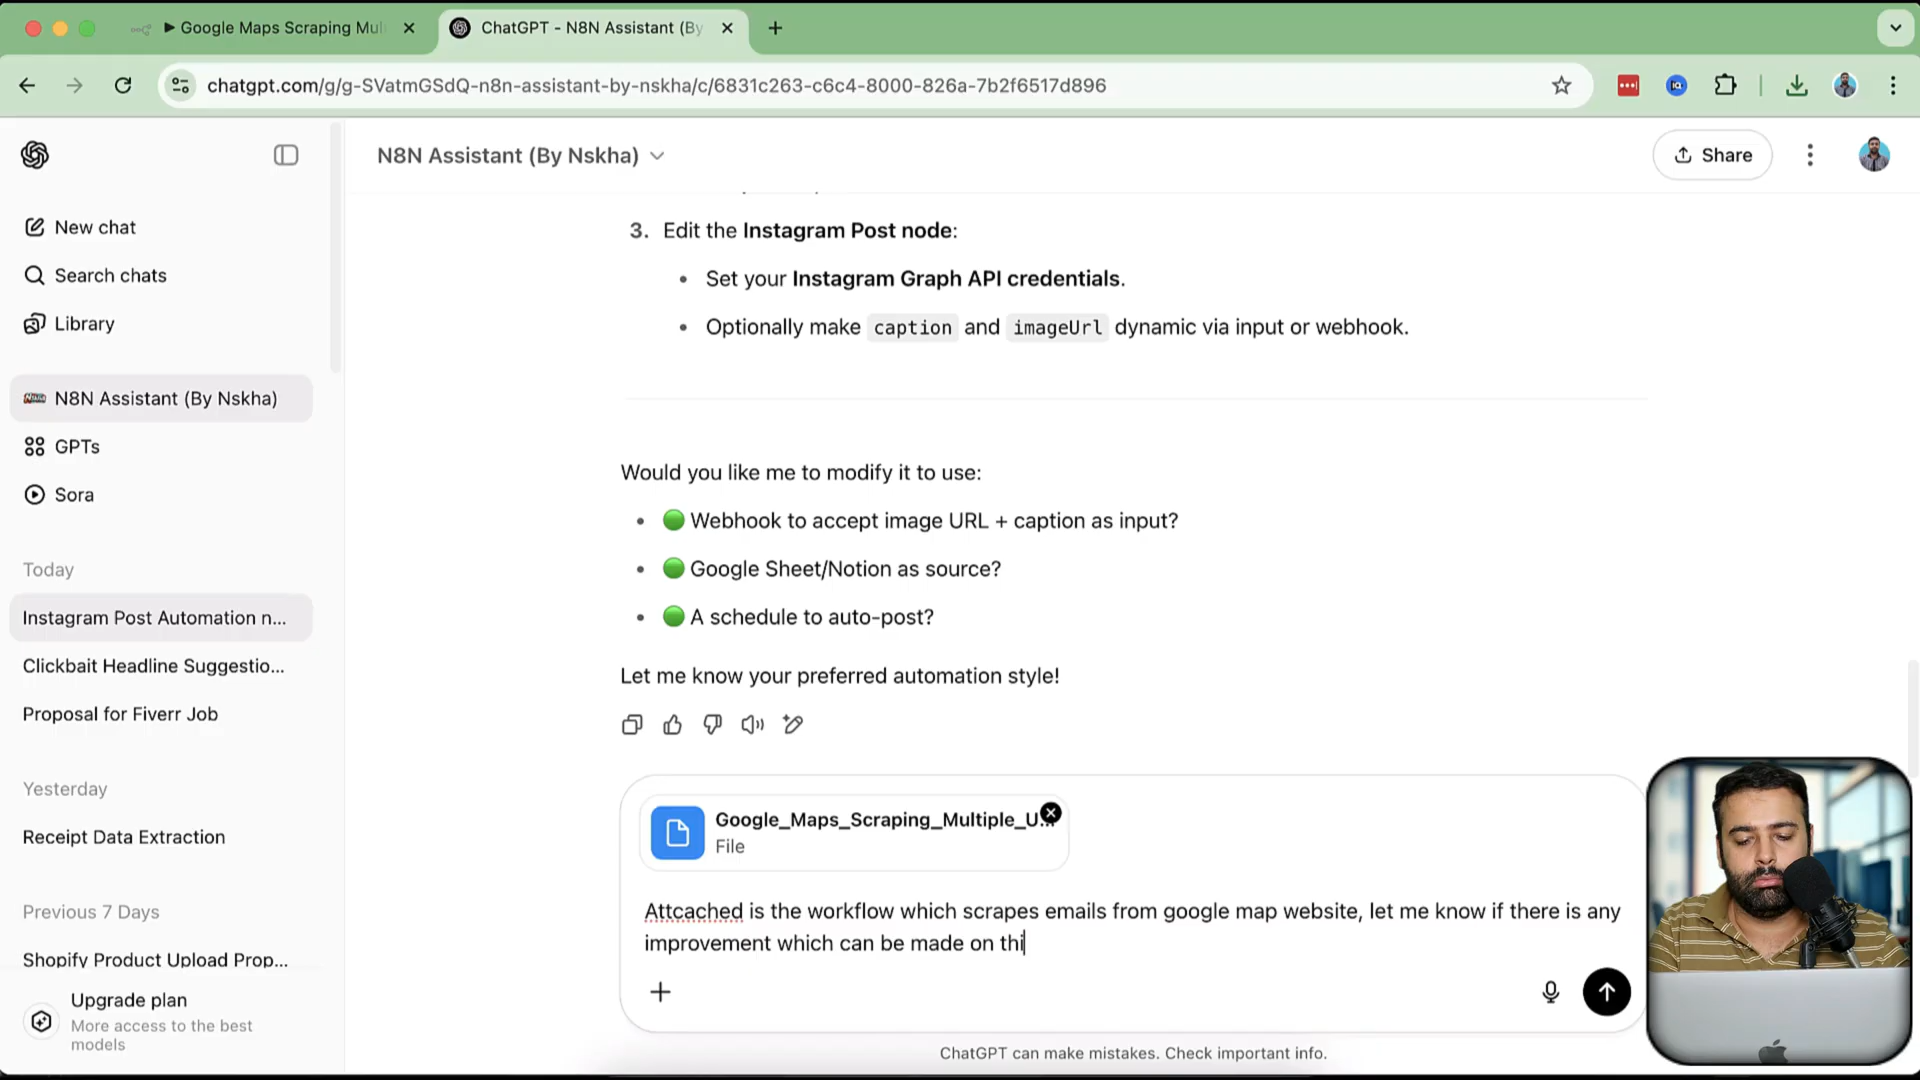 ▶ Google Maps Scraping Mul
ChatGPT - N8N Assistant (By
chatgpt.com/g/g-SVatmGSdQ-n8n-assistant-by-nskha/c/6831c263-c6c4-8000-826a-7b2f6517d896
N8N Assistant (By Nskha)
Share
New chat
Search chats
Library
N8N Assistant (By Nskha)
GPTs
Sora
Today
Instagram Post Automation n...
Clickbait Headline Suggestio...
Proposal for Fiverr Job
Yesterday
Receipt Data Extraction
Previous 7 Days
Shopify Product Upload Prop...
Upgrade plan
More access to the best
models
3. Edit the Instagram Post node:
• Set your Instagram Graph API credentials.
• Optionally make caption and imageUrl dynamic via input or webhook.
Would you like me to modify it to use:
• 🟢 Webhook to accept image URL + caption as input?
• 🟢 Google Sheet/Notion as source?
• 🟢 A schedule to auto-post?
Let me know your preferred automation style!
Google_Maps_Scraping_Multiple_U...
File
Attcached is the workflow which scrapes emails from google map website, let me know if there is any
improvement which can be made on thi
ChatGPT can make mistakes. Check important info.